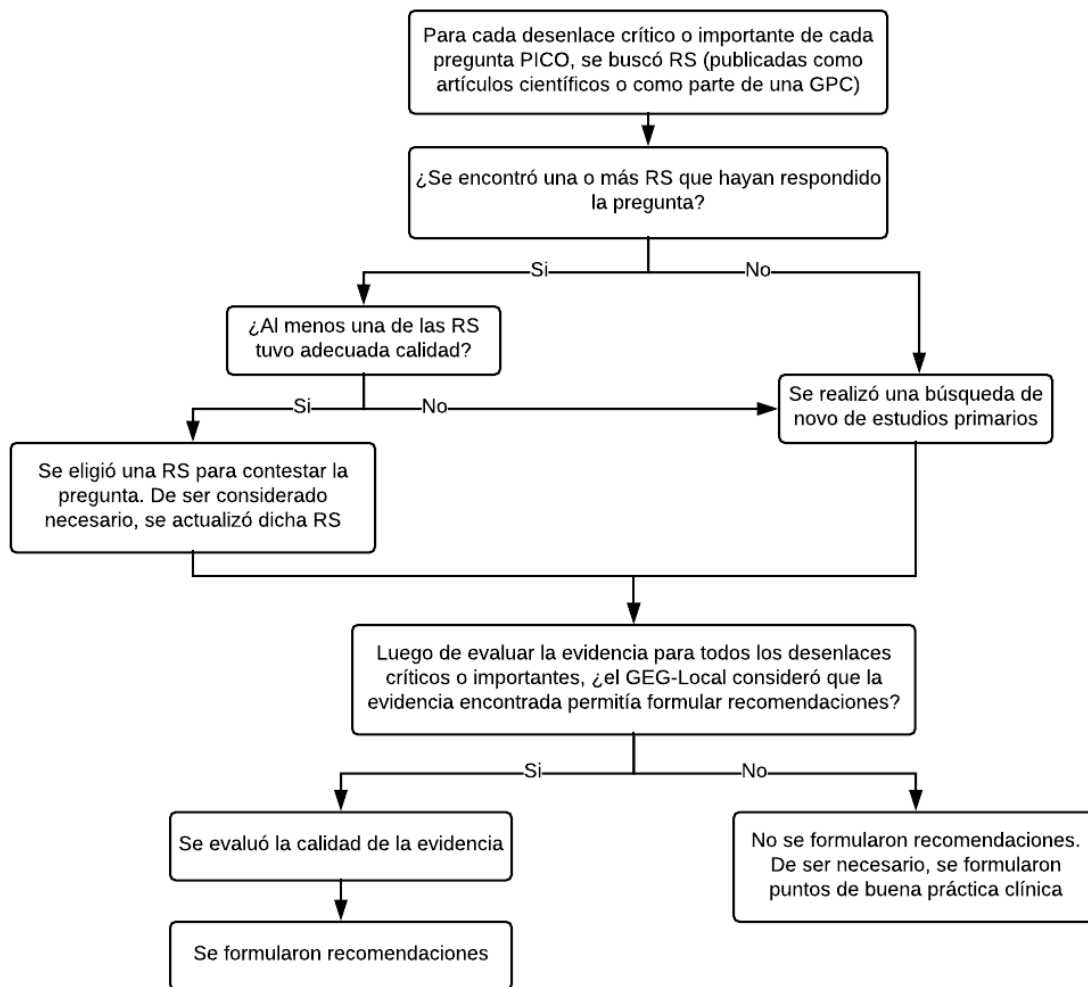 Para cada desenlace crítico o importante de cada
pregunta PICO, se buscó RS (publicadas como
artículos científicos o como parte de una GPC)
¿Se encontró una o más RS que hayan respondido
la pregunta?
Si
No
¿Al menos una de las RS
tuvo adecuada calidad?
Si
No
Se realizó una búsqueda de
novo de estudios primarios
Se eligió una RS para contestar la
pregunta. De ser considerado
necesario, se actualizó dicha RS
Luego de evaluar la evidencia para todos los desenlaces
críticos o importantes, ¿el GEG-Local consideró que la
evidencia encontrada permitía formular recomendaciones?
Si
No
Se evaluó la calidad de la evidencia
No se formularon recomendaciones.
De ser necesario, se formularon
puntos de buena práctica clínica
Se formularon recomendaciones